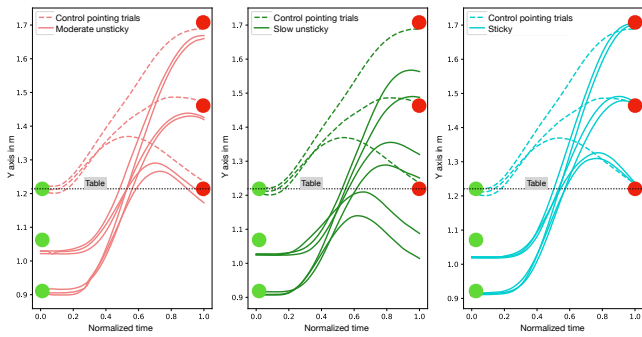 Control pointing trials
Moderate unsticky
Y axis in m
1.7
1.6
1.5
1.4
1.3
1.2
1.1
1.0
0.9
Table
0.0 0.2 0.4 0.6 0.8 1.0
Normalized time
Control pointing trials
Slow unsticky
Y axis in m
1.7
1.6
1.5
1.4
1.3
1.2
1.1
1.0
0.9
Table
0.0 0.2 0.4 0.6 0.8 1.0
Normalized time
Control pointing trials
Sticky
Y axis in m
1.7
1.6
1.5
1.4
1.3
1.2
1.1
1.0
0.9
Table
0.0 0.2 0.4 0.6 0.8 1.0
Normalized time